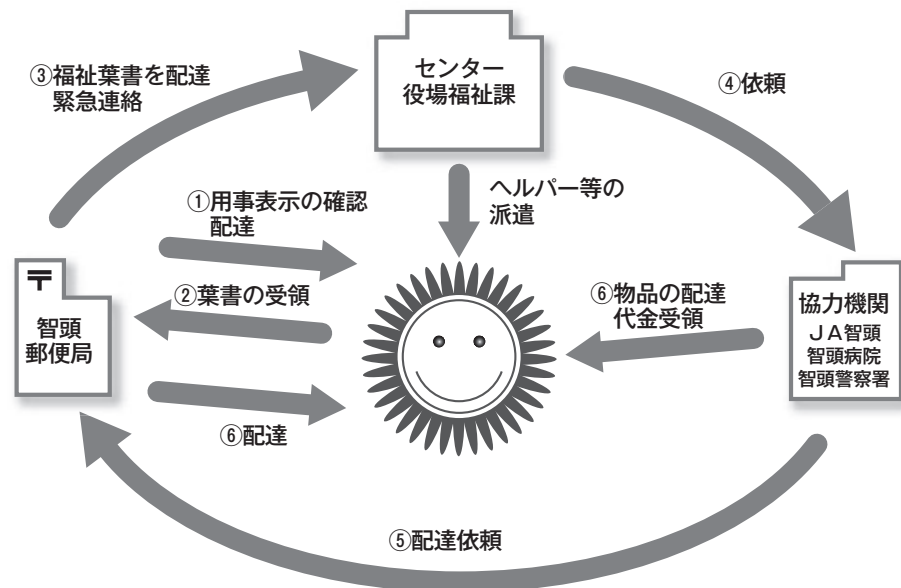 センター
役場福祉課
③福祉葉書を配達
緊急連絡
④依頼
ヘルパー等の
派遣
①用事表示の確認
配達
〒
智頭
郵便局
②葉書の受領
⑥物品の配達
代金受領
協力機関
JA智頭
智頭病院
智頭警察署
⑥配達
⑤配達依頼